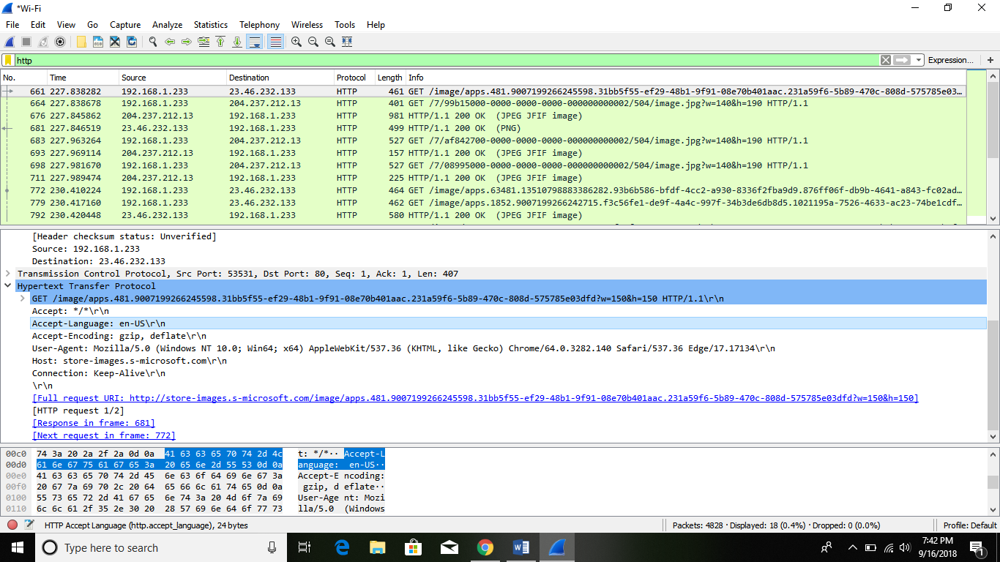 *Wi-Fi
File Edit View Go Capture Analyze Statistics Telephony Wireless Tools Help
http Expression... +
No. Time Source Destination Protocol Length Info
661 227.838282 192.168.1.233 23.46.232.133 HTTP 461 GET /image/apps.481.9007199266245598.31bb5f55-ef29-48b1-9f91-08e70b401aac.231a59f6-5b89-470c-808d-575785e03...
664 227.838678 192.168.1.233 204.237.212.13 HTTP 401 GET /7/99b15000-0000-0000-0000-000000000002/504/image.jpg?w=140&h=190 HTTP/1.1
676 227.845862 204.237.212.13 192.168.1.233 HTTP 981 HTTP/1.1 200 OK (JPEG JFIF image)
681 227.846519 23.46.232.133 192.168.1.233 HTTP 499 HTTP/1.1 200 OK (PNG)
683 227.963264 192.168.1.233 204.237.212.13 HTTP 527 GET /7/af842700-0000-0000-0000-000000000002/504/image.jpg?w=140&h=190 HTTP/1.1
693 227.969114 204.237.212.13 192.168.1.233 HTTP 157 HTTP/1.1 200 OK (JPEG JFIF image)
698 227.981670 192.168.1.233 204.237.212.13 HTTP 527 GET /7/08995000-0000-0000-0000-000000000002/504/image.jpg?w=140&h=190 HTTP/1.1
711 227.989474 204.237.212.13 192.168.1.233 HTTP 225 HTTP/1.1 200 OK (JPEG JFIF image)
772 230.410224 192.168.1.233 23.46.232.133 HTTP 464 GET /image/apps.63481.13510798883386282.93b6b586-bfdf-4cc2-a930-8336f2fba9d9.876ff06f-db9b-4641-a843-fc02ad...
779 230.417160 192.168.1.233 23.46.232.133 HTTP 462 GET /image/apps.1852.9007199266242715.f3c56fe1-de9f-4a4c-997f-34b3de6db8d5.1021195a-7526-4633-ac23-74be1cdf...
792 230.420448 23.46.232.133 192.168.1.233 HTTP 580 HTTP/1.1 200 OK (JPEG JFIF image)
[Header checksum status: Unverified]
Source: 192.168.1.233
Destination: 23.46.232.133
Transmission Control Protocol, Src Port: 53531, Dst Port: 80, Seq: 1, Ack: 1, Len: 407
Hypertext Transfer Protocol
GET /image/apps.481.9007199266245598.31bb5f55-ef29-48b1-9f91-08e70b401aac.231a59f6-5b89-470c-808d-575785e03dfd?w=150&h=150 HTTP/1.1\r\n
Accept: */*\r\n
Accept-Language: en-US\r\n
Accept-Encoding: gzip, deflate\r\n
User-Agent: Mozilla/5.0 (Windows NT 10.0; Win64; x64) AppleWebKit/537.36 (KHTML, like Gecko) Chrome/64.0.3282.140 Safari/537.36 Edge/17.17134\r\n
Host: store-images.s-microsoft.com\r\n
Connection: Keep-Alive\r\n
\r\n
[Full request URI: http://store-images.s-microsoft.com/image/apps.481.9007199266245598.31bb5f55-ef29-48b1-9f91-08e70b401aac.231a59f6-5b89-470c-808d-575785e03dfd?w=150&h=150]
[HTTP request 1/2]
[Response in frame: 681]
[Next request in frame: 772]
00c0 74 3a 20 2a 2f 2a 0d 0a 41 63 63 65 70 74 2d 4c t: */*·· Accept-L
00d0 61 6e 67 75 61 67 65 3a 20 65 6e 2d 55 53 0d 0a anguage: en-US··
00e0 41 63 63 65 70 74 2d 45 6e 63 6f 64 69 6e 67 3a Accept-E ncoding:
00f0 20 67 7a 69 70 2c 20 64 65 66 6c 61 74 65 0d 0a gzip, d eflate··
0100 55 73 65 72 2d 41 67 65 6e 74 3a 20 4d 6f 7a 69 User-Age nt: Mozi
0110 6c 6c 61 2f 35 2e 30 20 28 57 69 6e 64 6f 77 73 lla/5.0 (Windows
HTTP Accept Language (http.accept_language), 24 bytes Packets: 4828 · Displayed: 18 (0.4%) · Dropped: 0 (0.0%) Profile: Default
Type here to search 7:42 PM
9/16/2018 1